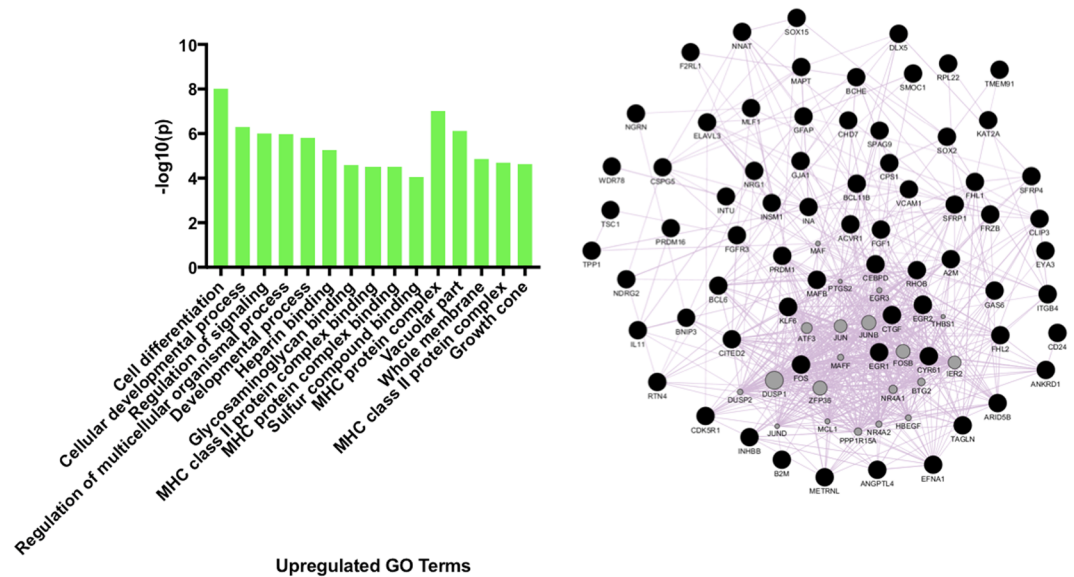 10
8
6
4
2
0
-log10(p)
Cell differentiation
Cellular developmental process
Regulation of signaling
Regulation of multicellular organismal process
Developmental process
Heparin binding
Glycosaminoglycan binding
MHC class II protein complex binding
MHC protein complex binding
Sulfur compound binding
MHC protein complex
Vacuolar part
Whole membrane
MHC class II protein complex
Growth cone
Upregulated GO Terms
SOX15
NNAT
DLX5
F2RL1
MAPT
BCHE
SMOC1
RPL22
TMEM91
NGRN
ELAVL3
MLF1
GFAP
CHD7
SPAG9
SOX2
KAT2A
WDR78
CSPG5
NRG1
GJA1
CPS1
BCL11B
VCAM1
FHL1
SFRP4
INTU
INSM1
INA
SFRP1
FRZB
CLIP3
TSC1
PRDM16
FGFR3
MAF
ACVR1
FGF1
TPP1
PRDM1
CEBPD
RHOB
A2M
EYA3
NDRG2
BCL6
MAFB
PTGS2
EGR3
GAS6
ITGB4
KLF6
EGR2
THBS1
CTGF
IL11
BNIP3
CITED2
ATF3
JUN
JUNB
FHL2
CD24
MAFF
EGR1
FOSB
CYR61
IER2
FOS
ANKRD1
RTN4
DUSP2
DUSP1
ZFP36
NR4A1
BTG2
CDK5R1
JUND
MCL1
PPP1R15A
NR4A2
HBEGF
ARID5B
TAGLN
INHBB
B2M
METRNL
ANGPTL4
EFNA1